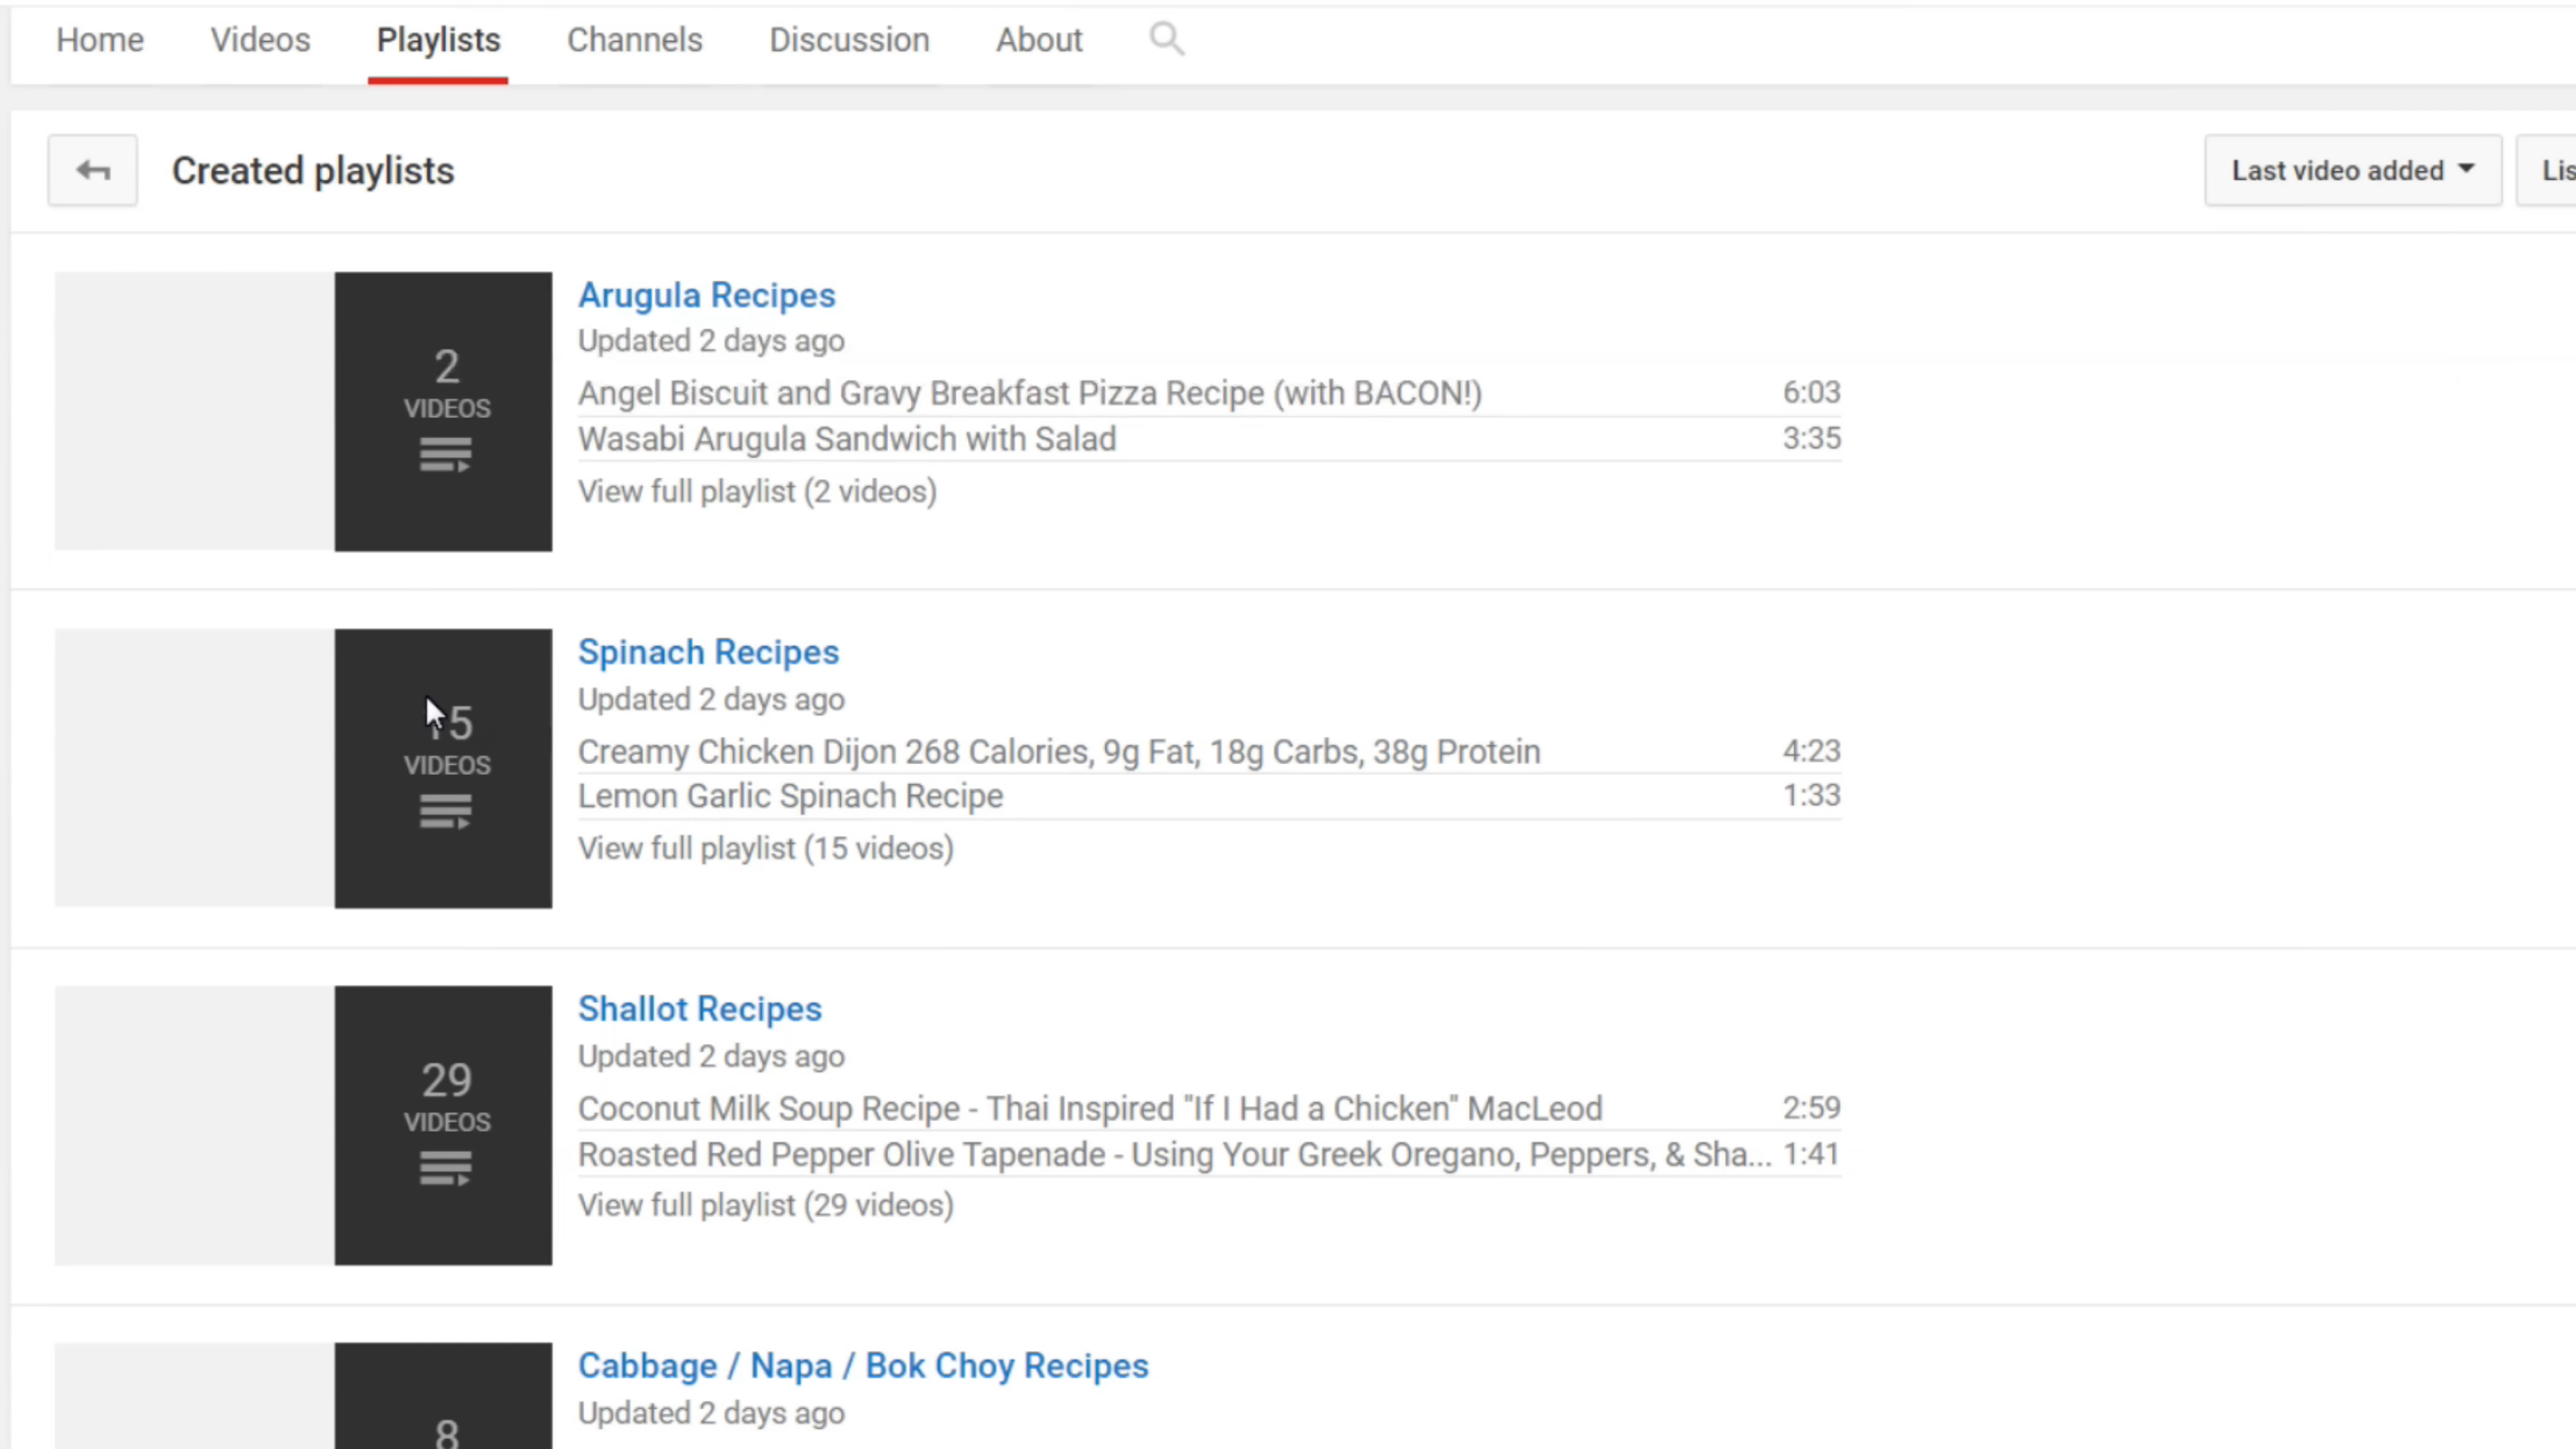 Home Videos Playlists Channels Discussion About
Created playlists
Last video added
2
VIDEOS
Arugula Recipes
Updated 2 days ago
Angel Biscuit and Gravy Breakfast Pizza Recipe (with BACON!) 6:03
Wasabi Arugula Sandwich with Salad 3:35
View full playlist (2 videos)
15
VIDEOS
Spinach Recipes
Updated 2 days ago
Creamy Chicken Dijon 268 Calories, 9g Fat, 18g Carbs, 38g Protein 4:23
Lemon Garlic Spinach Recipe 1:33
View full playlist (15 videos)
29
VIDEOS
Shallot Recipes
Updated 2 days ago
Coconut Milk Soup Recipe - Thai Inspired "If I Had a Chicken" MacLeod 2:59
Roasted Red Pepper Olive Tapenade - Using Your Greek Oregano, Peppers, & Sha... 1:41
View full playlist (29 videos)
8
Cabbage / Napa / Bok Choy Recipes
Updated 2 days ago